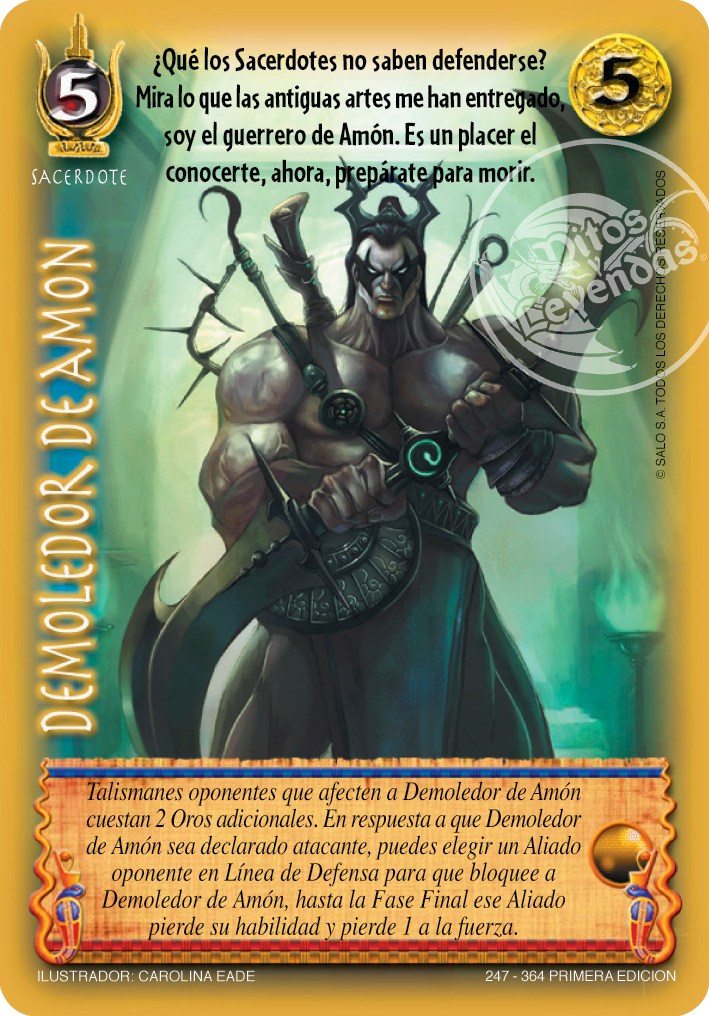 5
¿Qué los Sacerdotes no saben defenderse?
Mira lo que las antiguas artes me han entregado,
soy el guerrero de Amón. Es un placer el
conocerte, ahora, prepárate para morir.
5
SACERDOTE
Mitos
Leyendas
DEMOLEDOR DE AMON
© SALO S.A. TODOS LOS DERECHOS RESERVADOS
Talismanes oponentes que afecten a Demoledor de Amón
cuestan 2 Oros adicionales. En respuesta a que Demoledor
de Amón sea declarado atacante, puedes elegir un Aliado
oponente en Línea de Defensa para que bloquee a
Demoledor de Amón, hasta la Fase Final ese Aliado
pierde su habilidad y pierde 1 a la fuerza.
ILUSTRADOR: CAROLINA EADE
247 - 364 PRIMERA EDICION